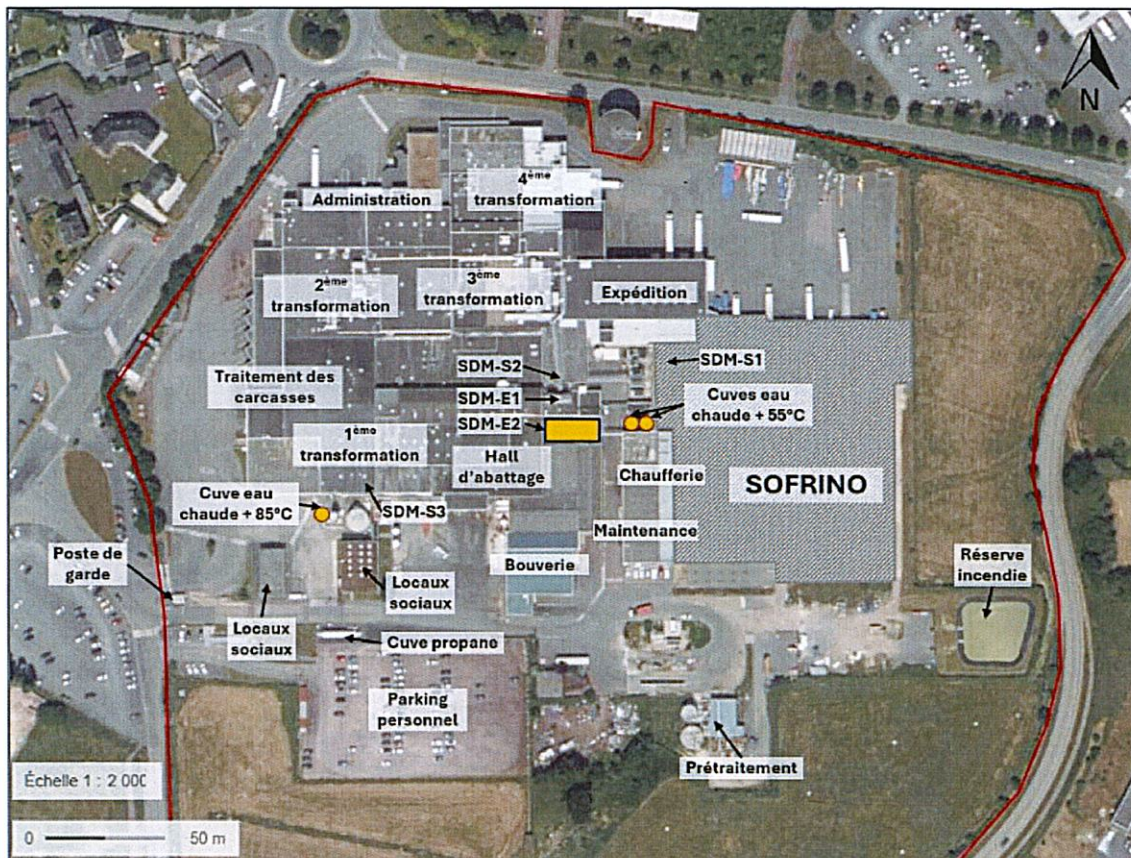 N
4ème
transformation
Administration
2ème
transformation
3ème
transformation
Expédition
SDM-S2
SDM-S1
SDM-E1
Cuves eau
chaude + 55°C
SDM-E2
Traitement des
carcasses
1ème
transformation
Hall
d'abattage
Chaufferie
SOFRINO
Cuve eau
chaude + 85°C
SDM-S3
Maintenance
Poste de
garde
Bouverie
Réserve
incendie
Locaux
sociaux
Locaux
sociaux
Cuve propane
Parking
personnel
Prétraitement
Échelle 1 : 2 000
0 50 m